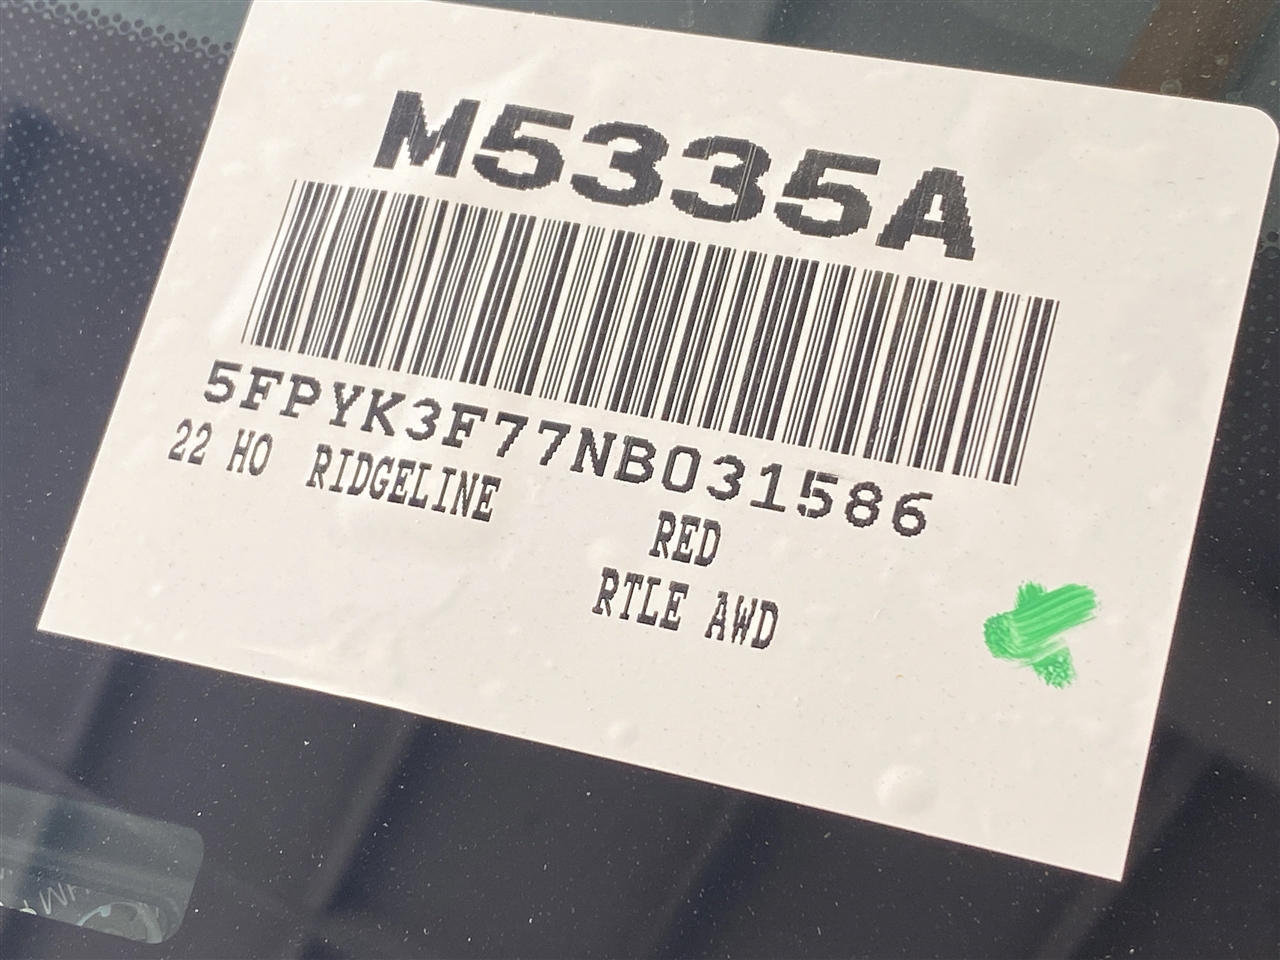 M5335A
5FPYK3F77NB031586
22 HO RIDGELINE
RED
RTLE AWD